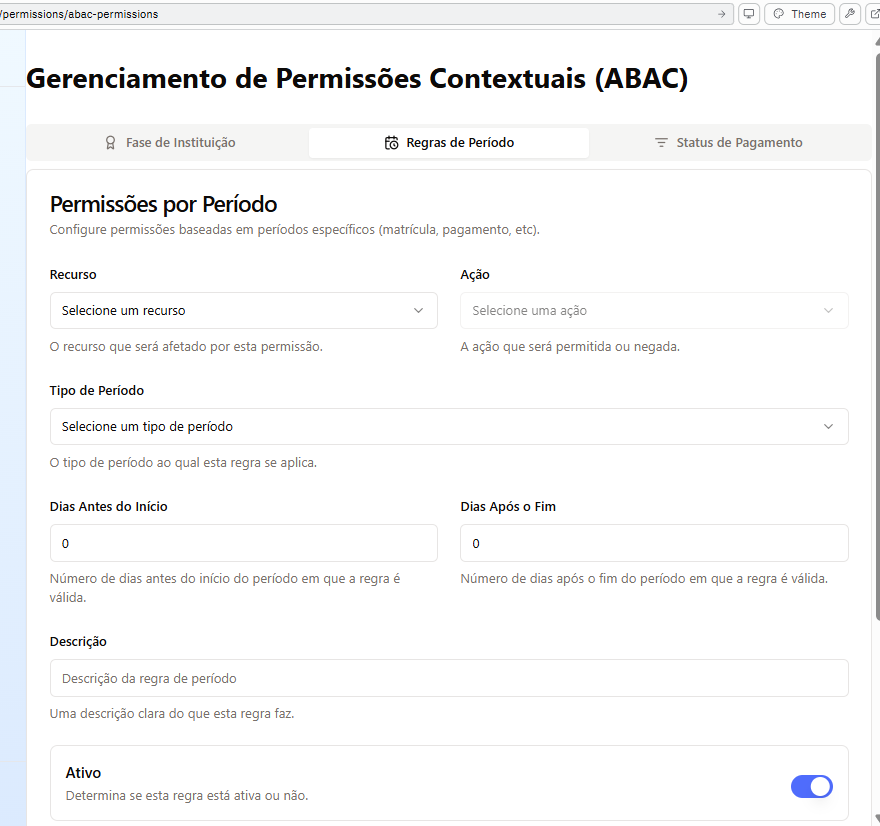 /permissions/abac-permissions
Theme
Gerenciamento de Permissões Contextuais (ABAC)
Fase de Instituição
Regras de Período
Status de Pagamento
Permissões por Período
Configure permissões baseadas em períodos específicos (matrícula, pagamento, etc).
Recurso
Ação
Selecione um recurso
Selecione uma ação
O recurso que será afetado por esta permissão.
A ação que será permitida ou negada.
Tipo de Período
Selecione um tipo de período
O tipo de período ao qual esta regra se aplica.
Dias Antes do Início
Dias Após o Fim
0
0
Número de dias antes do início do período em que a regra é
válida.
Número de dias após o fim do período em que a regra é válida.
Descrição
Descrição da regra de período
Uma descrição clara do que esta regra faz.
Ativo
Determina se esta regra está ativa ou não.